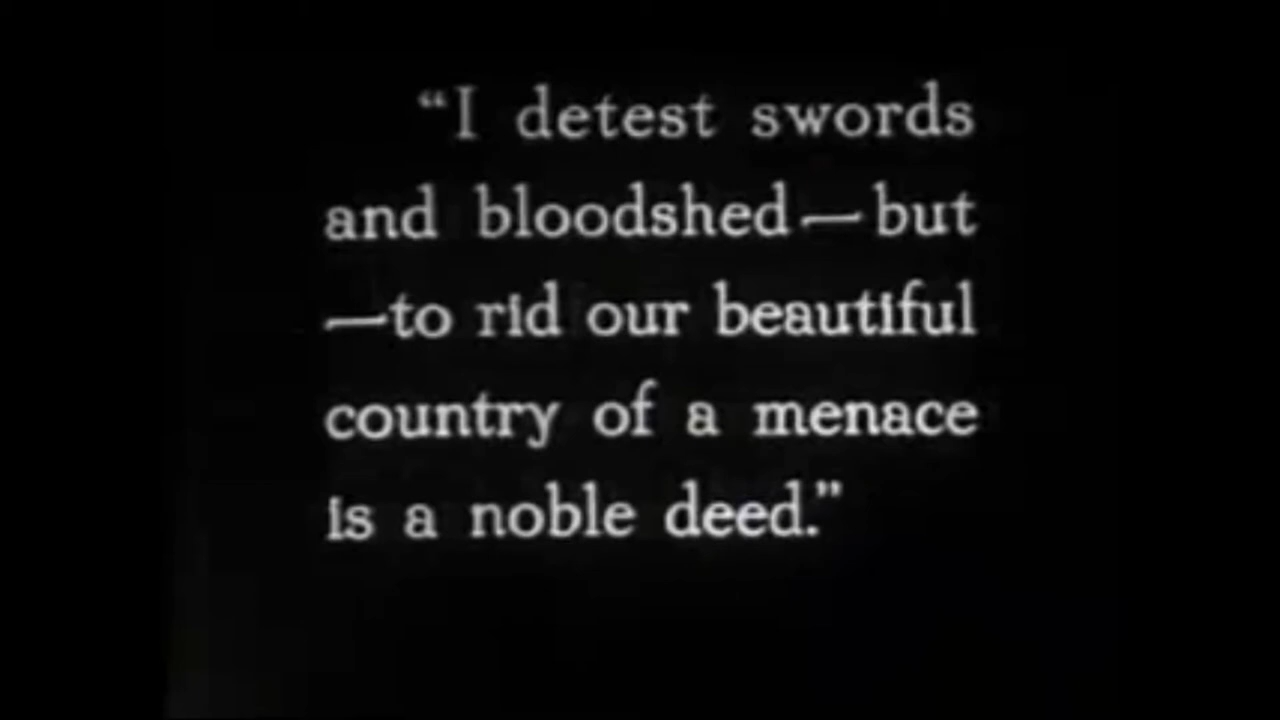 “I detest swords
and bloodshed—but
—to rid our beautiful
country of a menace
is a noble deed.”